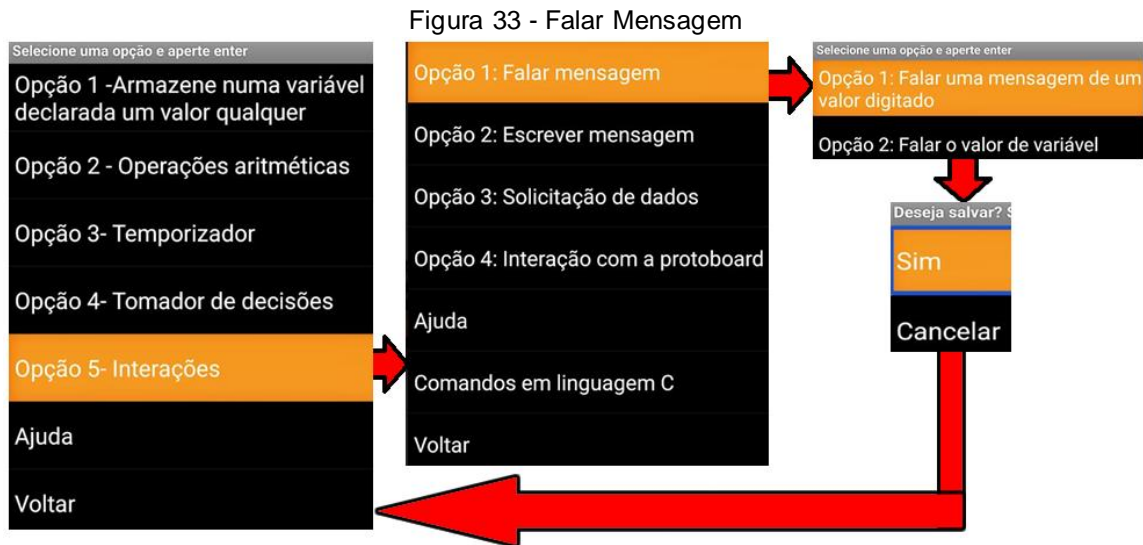 Figura 33 - Falar Mensagem
Selecione uma opção e aperte enter
Opção 1 -Armazene numa variável
declarada um valor qualquer
Opção 2 - Operações aritméticas
Opção 3- Temporizador
Opção 4- Tomador de decisões
Opção 5- Interações
Ajuda
Voltar
Opção 1: Falar mensagem
Opção 2: Escrever mensagem
Opção 3: Solicitação de dados
Opção 4: Interação com a protoboard
Ajuda
Comandos em linguagem C
Voltar
Selecione uma opção e aperte enter
Opção 1: Falar uma mensagem de um
valor digitado
Opção 2: Falar o valor de variável
Deseja salvar? S
Sim
Cancelar